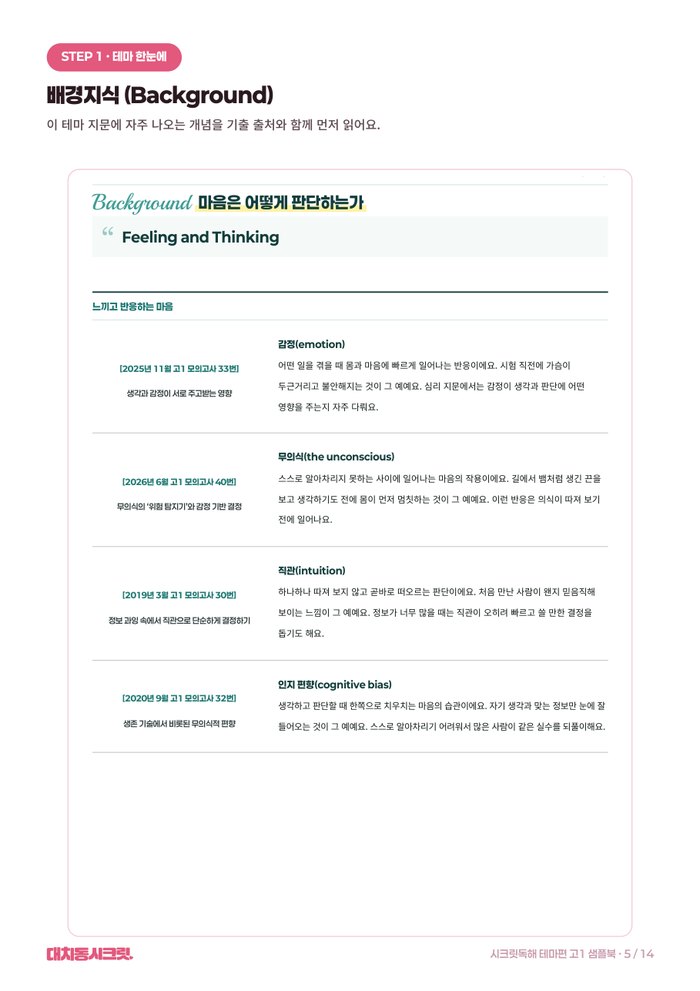 STEP 1 · 테마 한눈에
배경지식 (Background)
이 테마 지문에 자주 나오는 개념을 기출 출처와 함께 먼저 읽어요.
Background 마음은 어떻게 판단하는가
“ Feeling and Thinking
느끼고 반응하는 마음
감정(emotion)
[2025년 11월 고1 모의고사 33번]
생각과 감정이 서로 주고받는 영향
어떤 일을 겪을 때 몸과 마음에 빠르게 일어나는 반응이에요. 시험 직전에 가슴이
두근거리고 불안해지는 것이 그 예예요. 심리 지문에서는 감정이 생각과 판단에 어떤
영향을 주는지 자주 다뤄요.
무의식(the unconscious)
[2026년 6월 고1 모의고사 40번]
무의식의 '위험 탐지기'와 감정 기반 결정
스스로 알아차리지 못하는 사이에 일어나는 마음의 작용이에요. 길에서 뱀처럼 생긴 끈을
보고 생각하기도 전에 몸이 먼저 멈칫하는 것이 그 예예요. 이런 반응은 의식이 따져 보기
전에 일어나요.
직관(intuition)
[2019년 3월 고1 모의고사 30번]
정보 과잉 속에서 직관으로 단순하게 결정하기
하나하나 따져 보지 않고 곧바로 떠오르는 판단이에요. 처음 만난 사람이 왠지 믿음직해
보이는 느낌이 그 예예요. 정보가 너무 많을 때는 직관이 오히려 빠르고 쓸 만한 결정을
돕기도 해요.
인지 편향(cognitive bias)
[2020년 9월 고1 모의고사 32번]
생존 기술에서 비롯된 무의식적 편향
생각하고 판단할 때 한쪽으로 치우치는 마음의 습관이에요. 자기 생각과 맞는 정보만 눈에 잘
들어오는 것이 그 예예요. 스스로 알아차리기 어려워서 많은 사람이 같은 실수를 되풀이해요.
대치동시크릿.
시크릿독해 테마편 고1 샘플북 · 5 / 14